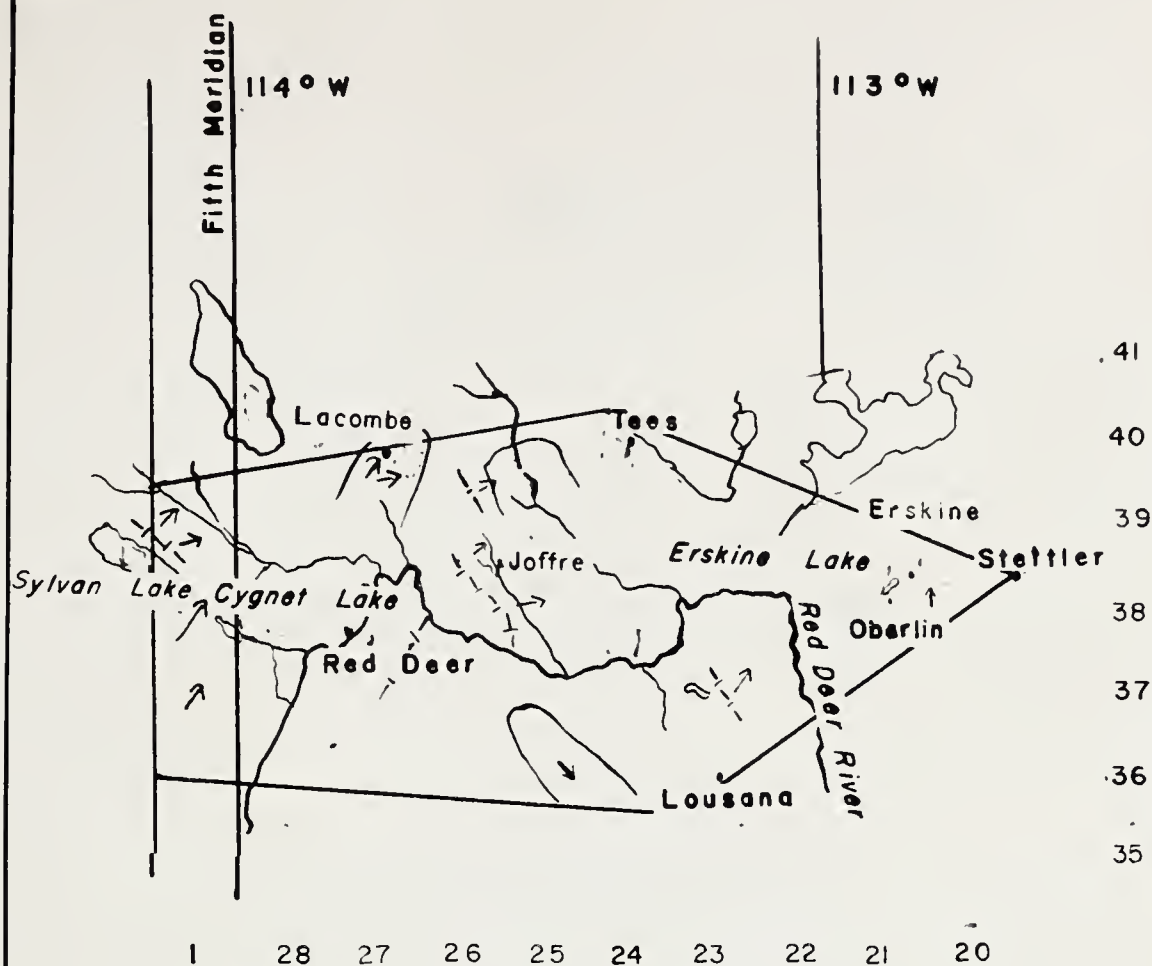 Fifth Meridian
114° W
113° W
41
Lacombe
Tees
40
Erskine
39
Joffre
Erskine Lake
Stettler
Sylvan Lake
Cygnet Lake
38
Oberlin
Red Deer
Red Deer River
37
36
Lousana
35
1 28 27 26 25 24 23 22 21 20